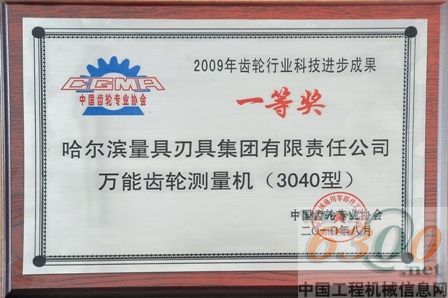 CGMA
中国齿轮专业协会
2009年齿轮行业科技进步成果
一等奖
哈尔滨量具刃具集团有限责任公司
万能齿轮测量机（3040型）
中国齿轮专业协会
二〇一〇年八月
6300
.net
中国工程机械信息网